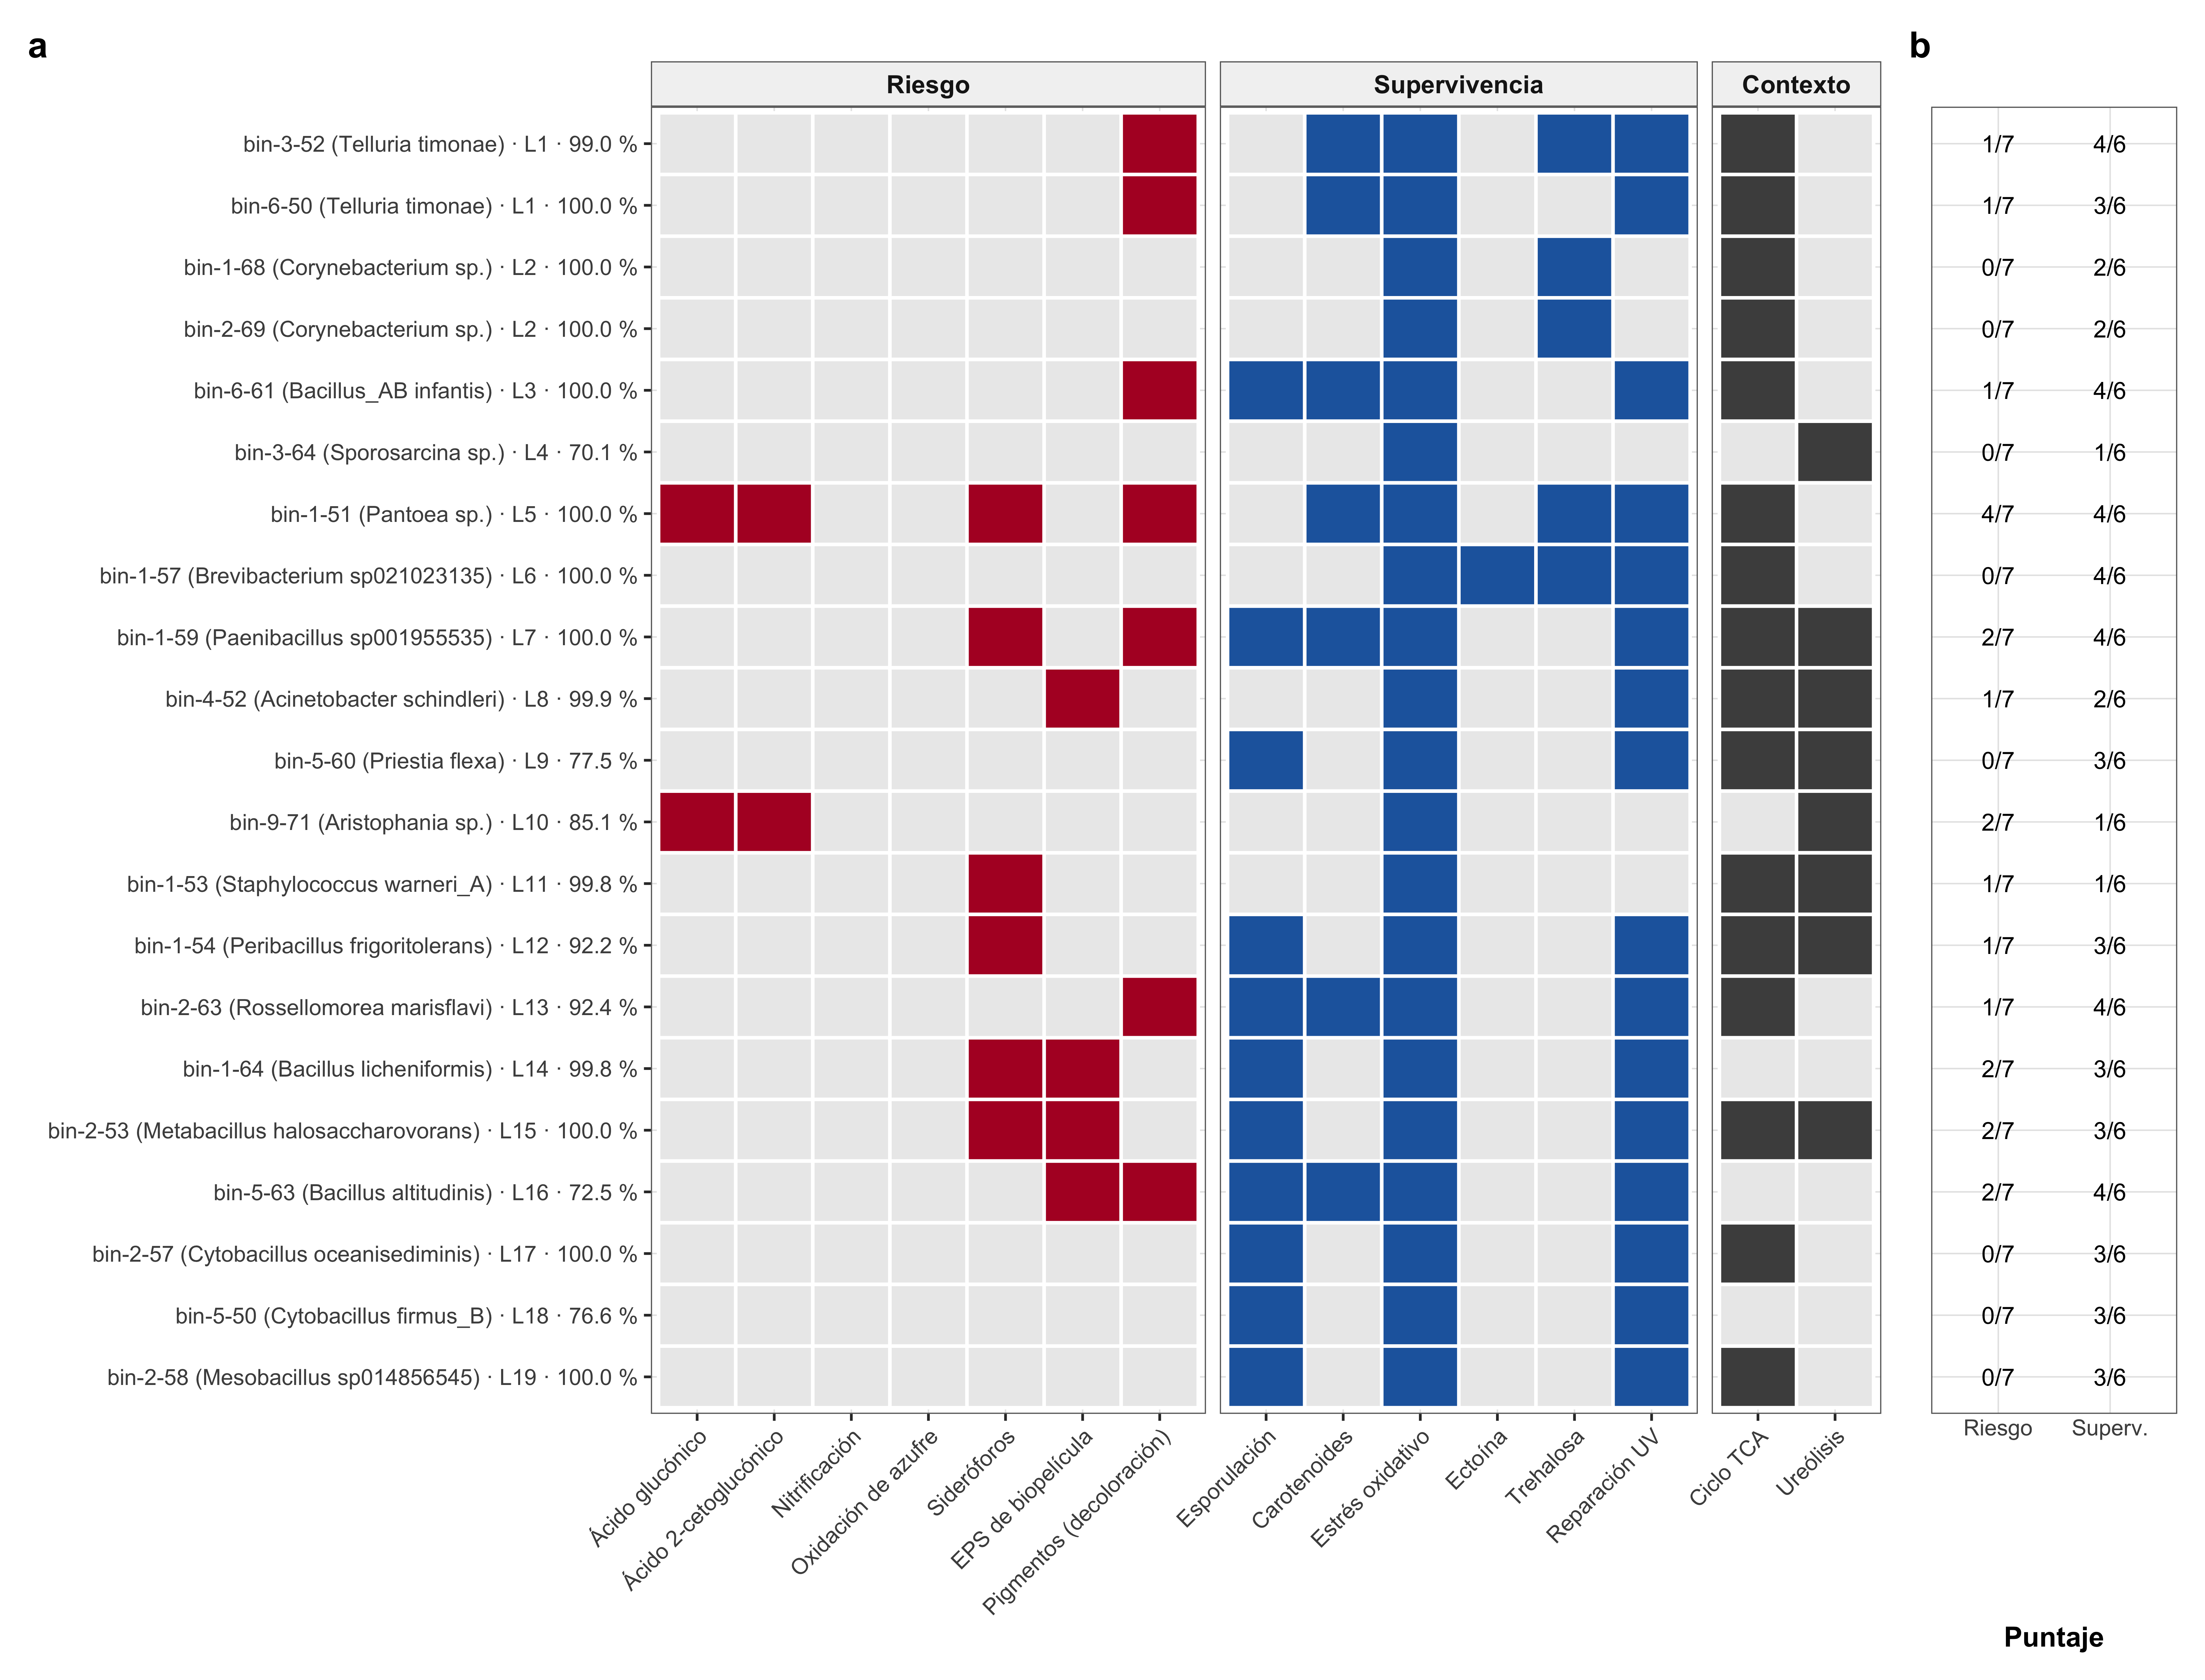 a
b
Riesgo
Supervivencia
Contexto
bin-3-52 (Telluria timonae) · L1 · 99.0 % 1/7 4/6
bin-6-50 (Telluria timonae) · L1 · 100.0 % 1/7 3/6
bin-1-68 (Corynebacterium sp.) · L2 · 100.0 % 0/7 2/6
bin-2-69 (Corynebacterium sp.) · L2 · 100.0 % 0/7 2/6
bin-6-61 (Bacillus_AB infantis) · L3 · 100.0 % 1/7 4/6
bin-3-64 (Sporosarcina sp.) · L4 · 70.1 % 0/7 1/6
bin-1-51 (Pantoea sp.) · L5 · 100.0 % 4/7 4/6
bin-1-57 (Brevibacterium sp021023135) · L6 · 100.0 % 0/7 4/6
bin-1-59 (Paenibacillus sp001955535) · L7 · 100.0 % 2/7 4/6
bin-4-52 (Acinetobacter schindleri) · L8 · 99.9 % 1/7 2/6
bin-5-60 (Priestia flexa) · L9 · 77.5 % 0/7 3/6
bin-9-71 (Aristophania sp.) · L10 · 85.1 % 2/7 1/6
bin-1-53 (Staphylococcus warneri_A) · L11 · 99.8 % 1/7 1/6
bin-1-54 (Peribacillus frigoritolerans) · L12 · 92.2 % 1/7 3/6
bin-2-63 (Rossellomorea marisflavi) · L13 · 92.4 % 1/7 4/6
bin-1-64 (Bacillus licheniformis) · L14 · 99.8 % 2/7 3/6
bin-2-53 (Metabacillus halosaccharovorans) · L15 · 100.0 % 2/7 3/6
bin-5-63 (Bacillus altitudinis) · L16 · 72.5 % 2/7 4/6
bin-2-57 (Cytobacillus oceanisediminis) · L17 · 100.0 % 0/7 3/6
bin-5-50 (Cytobacillus firmus_B) · L18 · 76.6 % 0/7 3/6
bin-2-58 (Mesobacillus sp014856545) · L19 · 100.0 % 0/7 3/6
Ácido glucónico
Ácido 2-cetoglucónico
Nitrificación
Oxidación de azufre
Sideróforos
EPS de biopelícula
Pigmentos (decoloración)
Esporulación
Carotenoides
Estrés oxidativo
Ectoína
Trehalosa
Reparación UV
Ciclo TCA
Ureólisis
Riesgo
Superv.
Puntaje